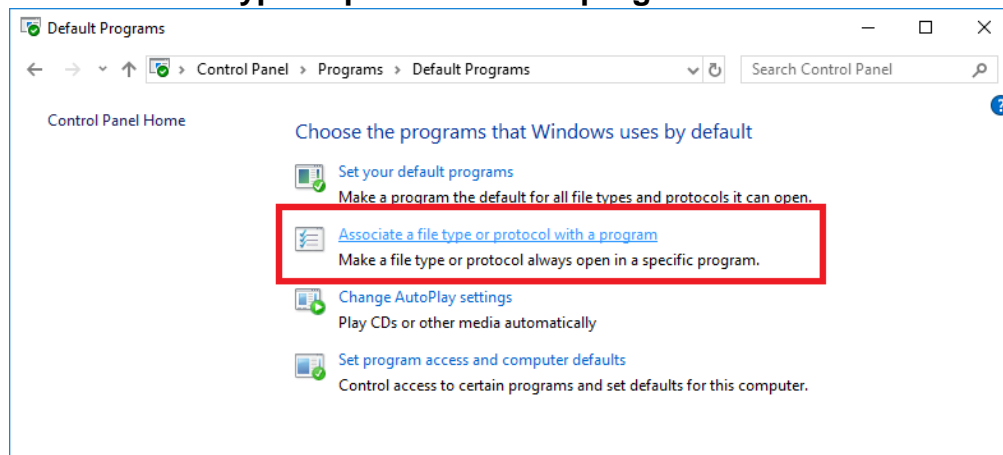 Default Programs
Control Panel > Programs > Default Programs
Search Control Panel
?
Control Panel Home
Choose the programs that Windows uses by default
Set your default programs
Make a program the default for all file types and protocols it can open.
Associate a file type or protocol with a program
Make a file type or protocol always open in a specific program.
Change AutoPlay settings
Play CDs or other media automatically
Set program access and computer defaults
Control access to certain programs and set defaults for this computer.